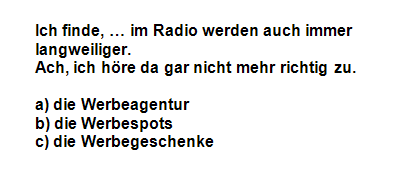 Ich finde, … im Radio werden auch immer
langweiliger.
Ach, ich höre da gar nicht mehr richtig zu.
a) die Werbeagentur
b) die Werbespots
c) die Werbegeschenke